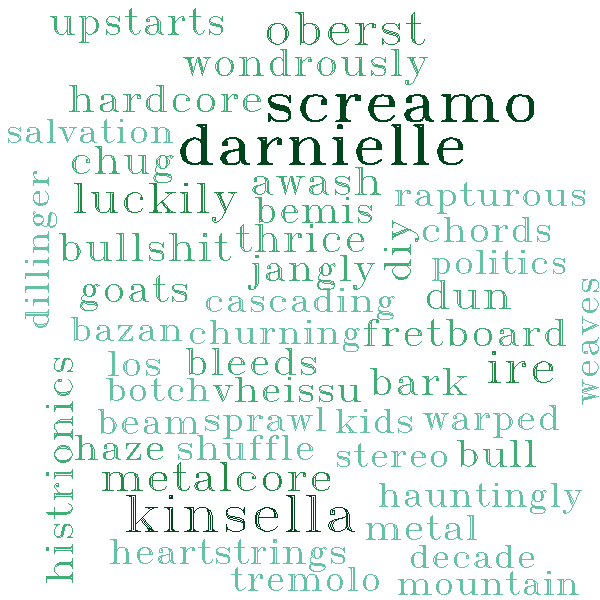 upstarts
oberst
wondrously
hardcore
screamo
salvation
darnielle
chug
luckily
awash
rapturous
bemis
dillinger
bullshit
thrice
diy
chords
jangly
politics
goats
cascading
dun
weaves
bazan
churning
fretboard
los
bleeds
ire
botch
vheissu
bark
histrionics
beam
sprawl
kids
warped
haze
shuffle
stereo
bull
metalcore
hauntingly
kinsella
metal
heartstrings
decade
tremolo
mountain